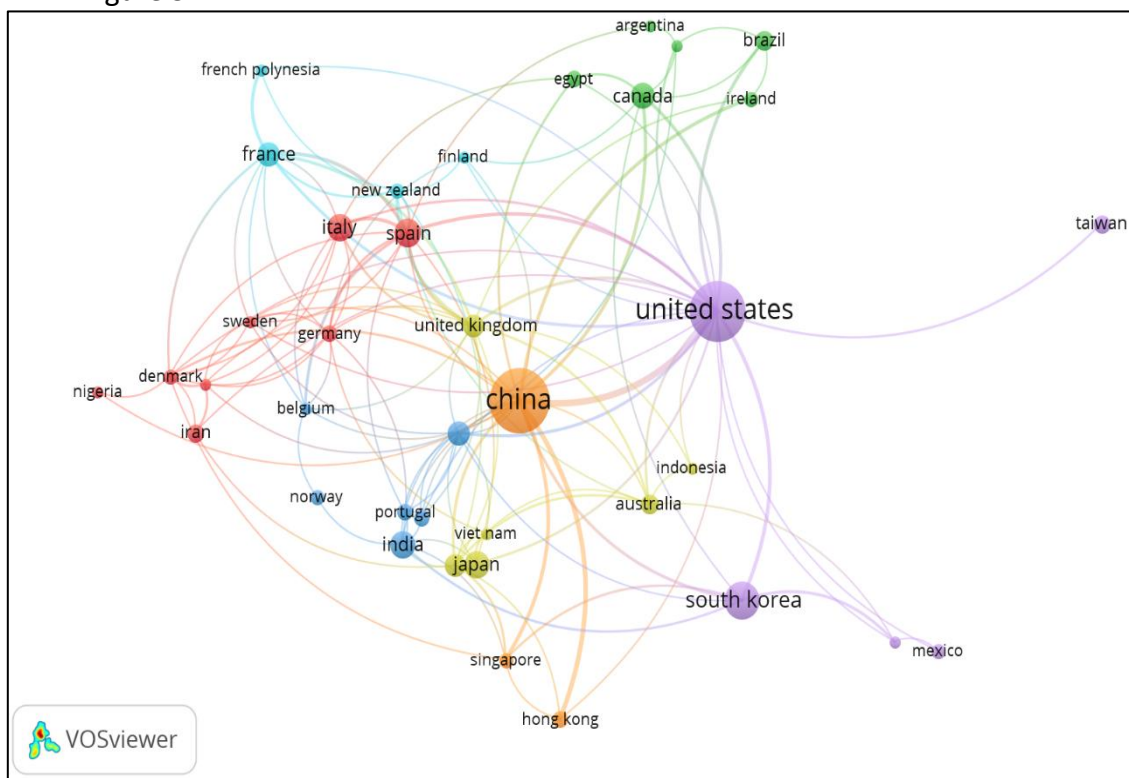 argentina
brazil
french polynesia
egypt
canada
ireland
france
finland
new zealand
italy
spain
taiwan
united states
sweden
united kingdom
germany
denmark
nigeria
china
belgium
iran
indonesia
norway
australia
portugal
viet nam
india
japan
south korea
mexico
singapore
hong kong
VOSviewer